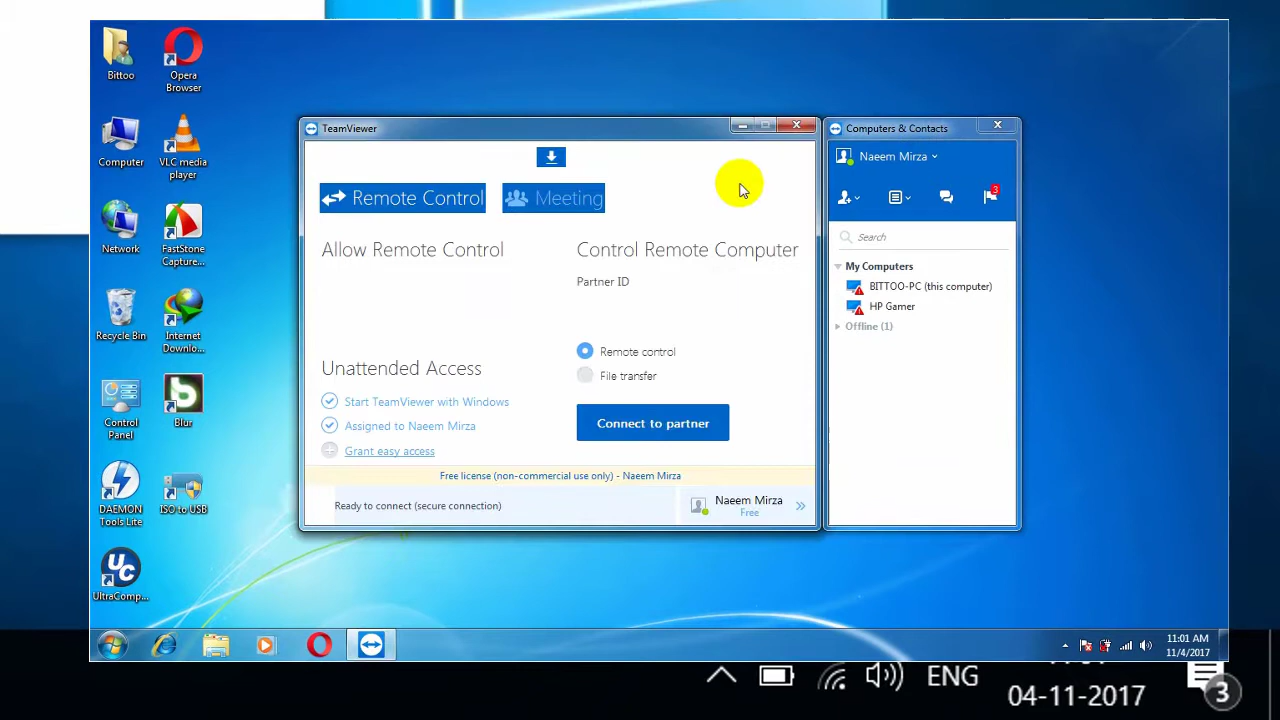 Bittoo
Opera
Browser
Computer
VLC media
player
Network
FastStone
Capture...
Recycle Bin
Internet
Downlo...
Control
Panel
Blur
DAEMON
Tools Lite
ISO to USB
UC
UltraComp...
TeamViewer
Remote Control
Meeting
Allow Remote Control
Control Remote Computer
Partner ID
Remote control
File transfer
Unattended Access
Start TeamViewer with Windows
Assigned to Naeem Mirza
Grant easy access
Connect to partner
Free license (non-commercial use only) - Naeem Mirza
Ready to connect (secure connection)
Naeem Mirza
Free
Computers & Contacts
Naeem Mirza
3
Search
My Computers
BITTOO-PC (this computer)
HP Gamer
Offline (1)
11:01 AM
11/4/2017
ENG
04-11-2017
3